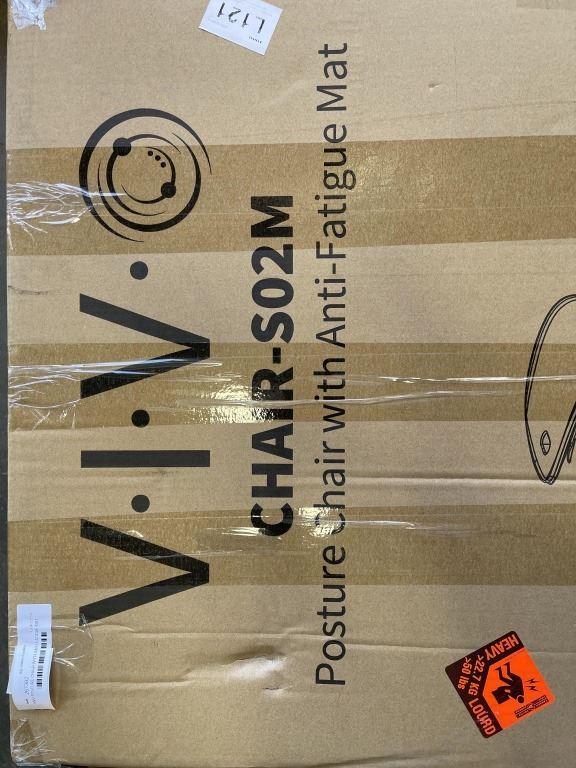 V·I·V·O
CHAIR-S02M
Posture Chair with Anti-Fatigue Mat
L121
HEAVY
>22.7 KG
>50 lbs
LOURD